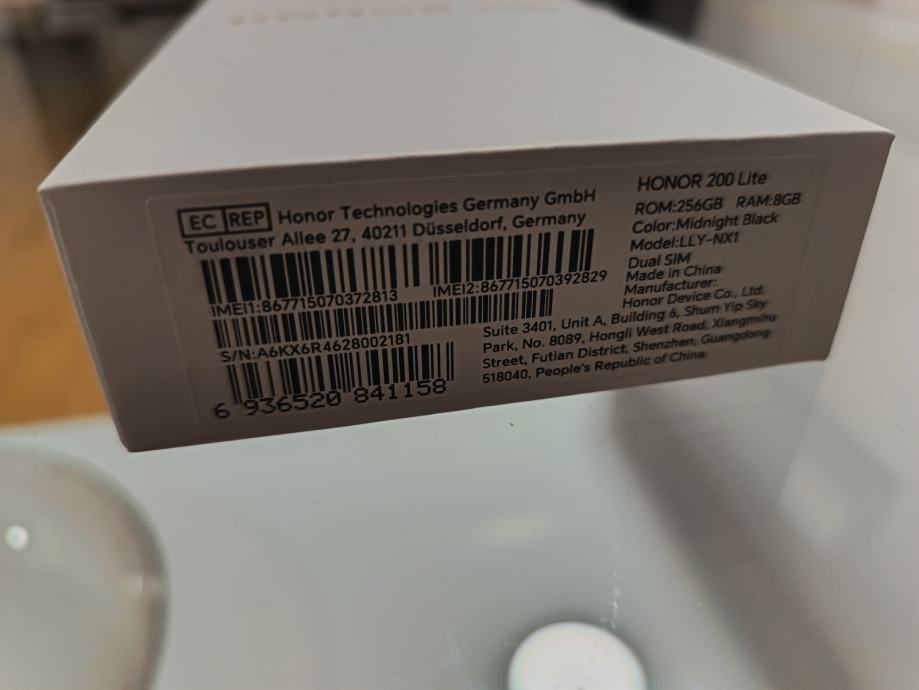 EC REP Honor Technologies Germany GmbH
Toulouser Allee 27, 40211 Düsseldorf, Germany
IMEI1:867715070372813
IMEI2:867715070392829
S/N:A6KX6R4628002181
6 936520 841158
HONOR 200 Lite
ROM:256GB RAM:8GB
Color:Midnight Black
Model:LLY-NX1
Dual SIM
Made in China
Manufacturer:
Honor Device Co., Ltd.
Suite 3401, Unit A, Building 6, Shum Yip Sky
Park, No. 8089, Hongli West Road, Xiangmihu
Street, Futian District, Shenzhen, Guangdong
518040, People's Republic of China